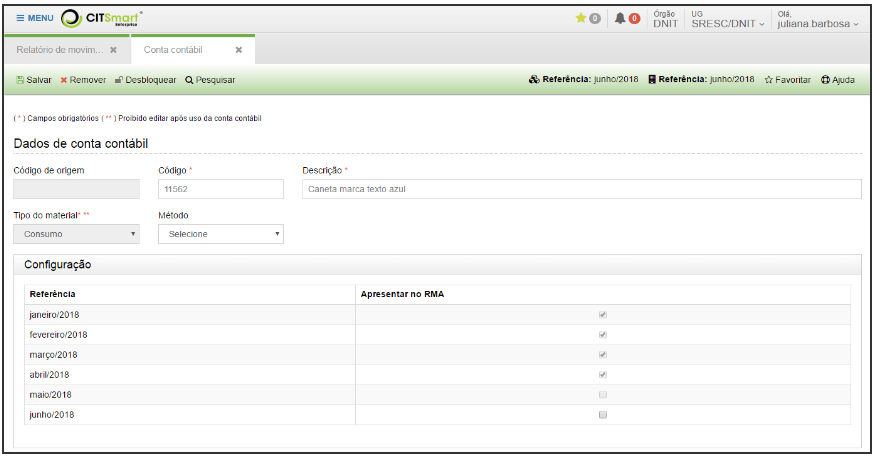 MENU CITSmart Enterprise 0 0 Órgão DNIT UG SRESC/DNIT Olá, juliana.barbosa
Relatório de movim... Conta contábil
Salvar Remover Desbloquear Pesquisar Referência: junho/2018 Referência: junho/2018 Favoritar Ajuda
( * ) Campos obrigatórios ( ** ) Proibido editar após uso da conta contábil
Dados de conta contábil
Código de origem Código * Descrição *
11562 Caneta marca texto azul
Tipo do material* ** Método
Consumo Selecione
Configuração
Referência Apresentar no RMA
janeiro/2018
fevereiro/2018
março/2018
abril/2018
maio/2018
junho/2018